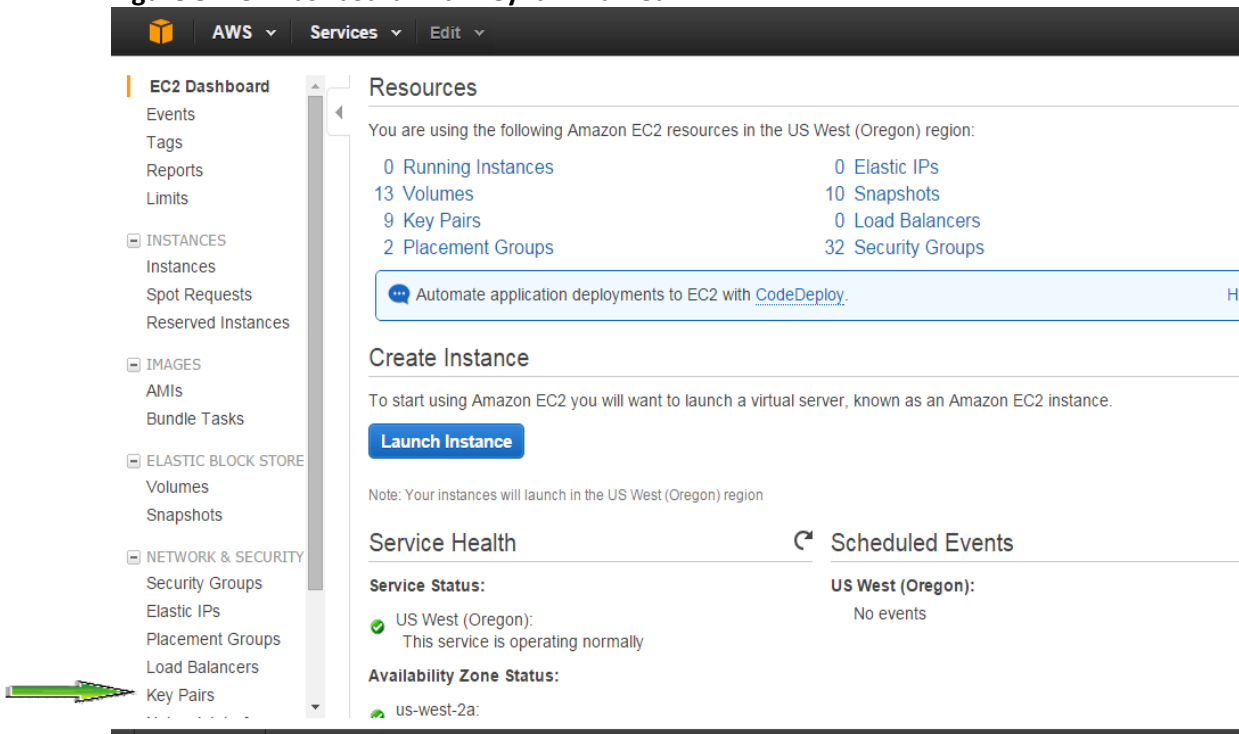 AWS Services Edit
EC2 Dashboard
Events
Tags
Reports
Limits
INSTANCES
Instances
Spot Requests
Reserved Instances
IMAGES
AMIs
Bundle Tasks
ELASTIC BLOCK STORE
Volumes
Snapshots
NETWORK & SECURITY
Security Groups
Elastic IPs
Placement Groups
Load Balancers
Key Pairs
Resources
You are using the following Amazon EC2 resources in the US West (Oregon) region:
0 Running Instances
13 Volumes
9 Key Pairs
2 Placement Groups
0 Elastic IPs
10 Snapshots
0 Load Balancers
32 Security Groups
Automate application deployments to EC2 with CodeDeploy.
H
Create Instance
To start using Amazon EC2 you will want to launch a virtual server, known as an Amazon EC2 instance.
Launch Instance
Note: Your instances will launch in the US West (Oregon) region
Service Health
Service Status:
US West (Oregon):
This service is operating normally
Availability Zone Status:
us-west-2a:
Scheduled Events
US West (Oregon):
No events